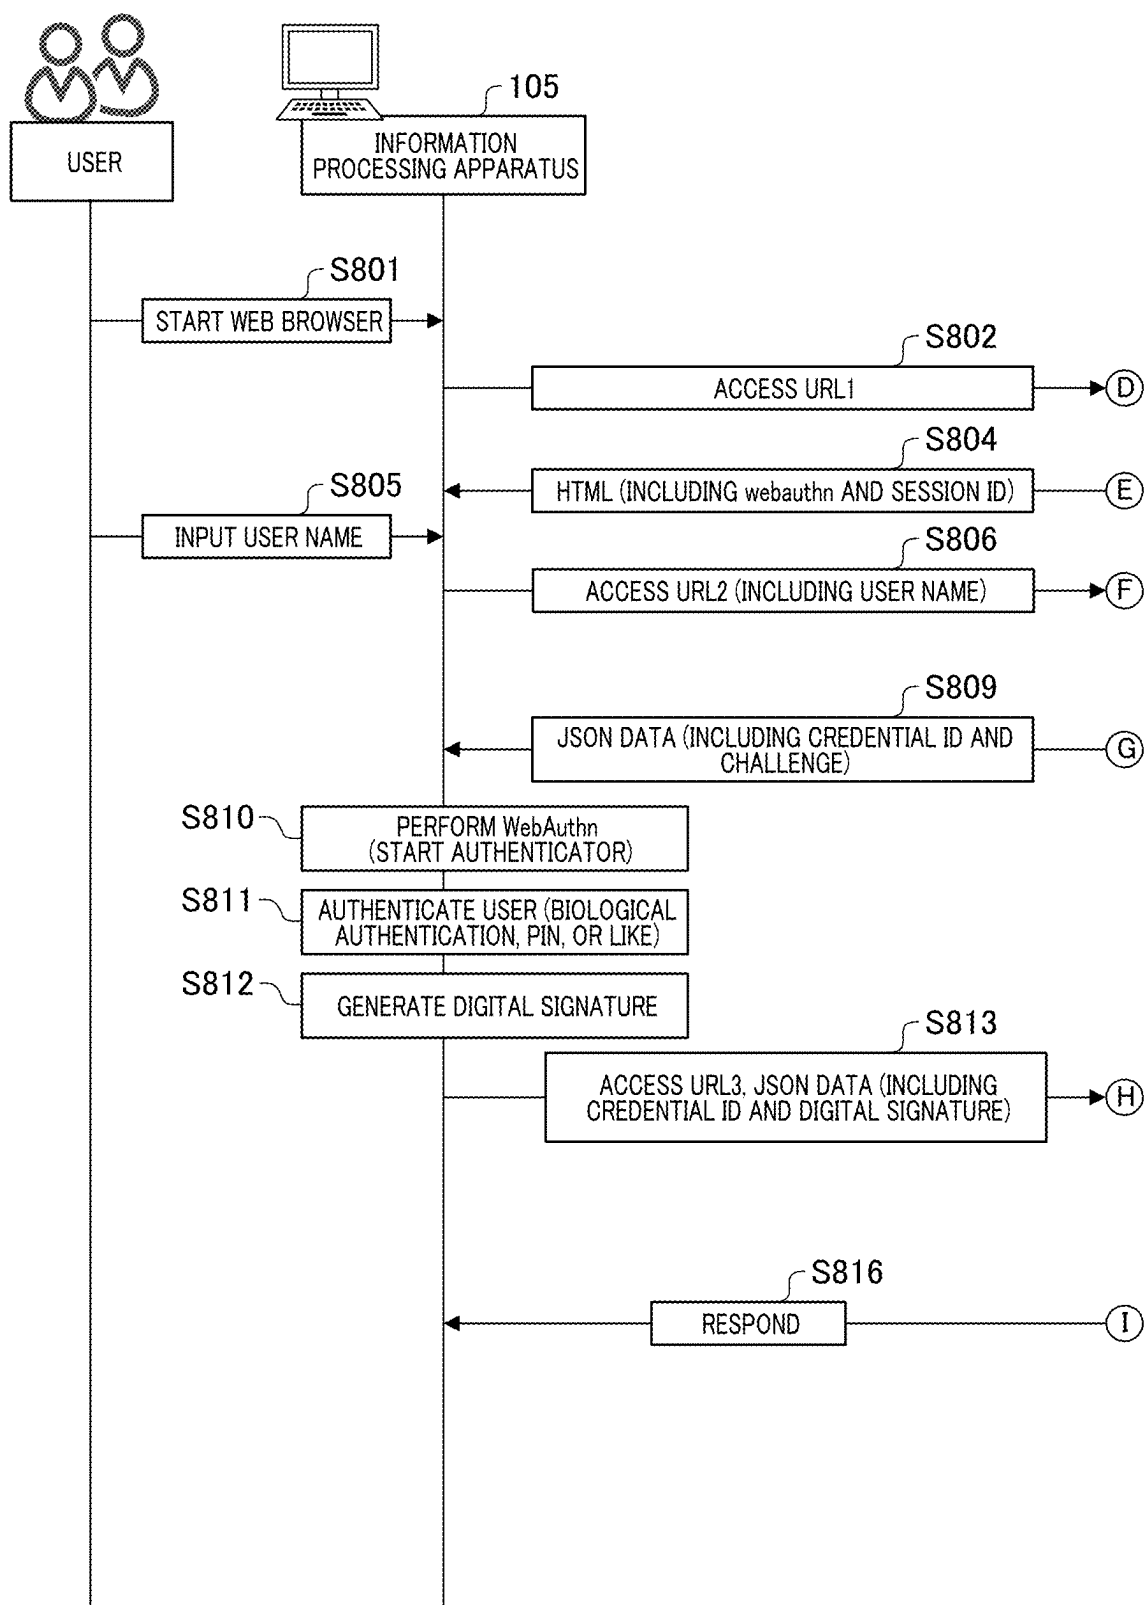 105
USER
INFORMATION
PROCESSING APPARATUS
S801
START WEB BROWSER
S802
ACCESS URL1
D
S804
HTML (INCLUDING webauthn AND SESSION ID)
E
S805
INPUT USER NAME
S806
ACCESS URL2 (INCLUDING USER NAME)
F
S809
JSON DATA (INCLUDING CREDENTIAL ID AND
CHALLENGE)
G
S810
PERFORM WebAuthn
(START AUTHENTICATOR)
S811
AUTHENTICATE USER (BIOLOGICAL
AUTHENTICATION, PIN, OR LIKE)
S812
GENERATE DIGITAL SIGNATURE
S813
ACCESS URL3, JSON DATA (INCLUDING
CREDENTIAL ID AND DIGITAL SIGNATURE)
H
S816
RESPOND
I